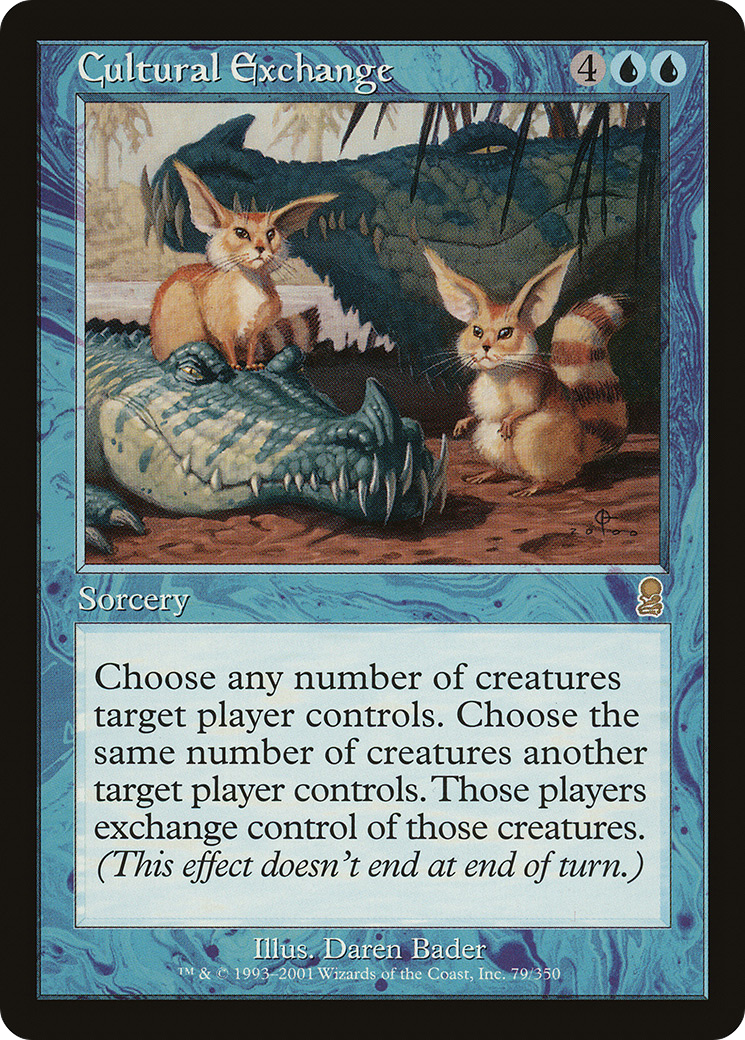 Cultural Exchange 4
2000
Sorcery
Choose any number of creatures
target player controls. Choose the
same number of creatures another
target player controls. Those players
exchange control of those creatures.
(This effect doesn't end at end of turn.)
Illus. Daren Bader
™ & © 1993–2001 Wizards of the Coast, Inc. 79/350